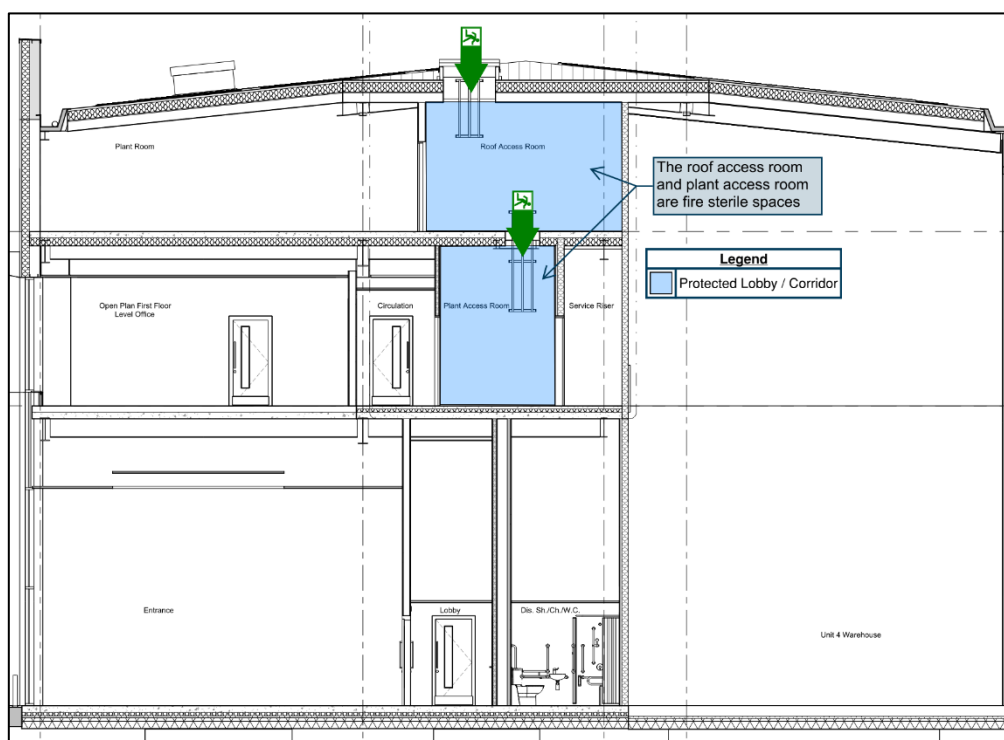 Plant Room
Roof Access Room
The roof access room
and plant access room
are fire sterile spaces
Legend
Protected Lobby / Corridor
Open Plan First Floor
Level Office
Circulation
Plant Access Room
Service Riser
Entrance
Lobby
Dis. Sh./Ch./W.C.
Unit 4 Warehouse